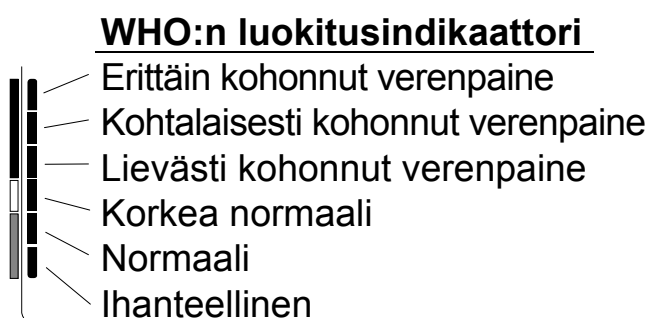 WHO:n luokitusindikaattori
Erittäin kohonnut verenpaine
Kohtalaisesti kohonnut verenpaine
Lievästi kohonnut verenpaine
Korkea normaali
Normaali
Ihanteellinen